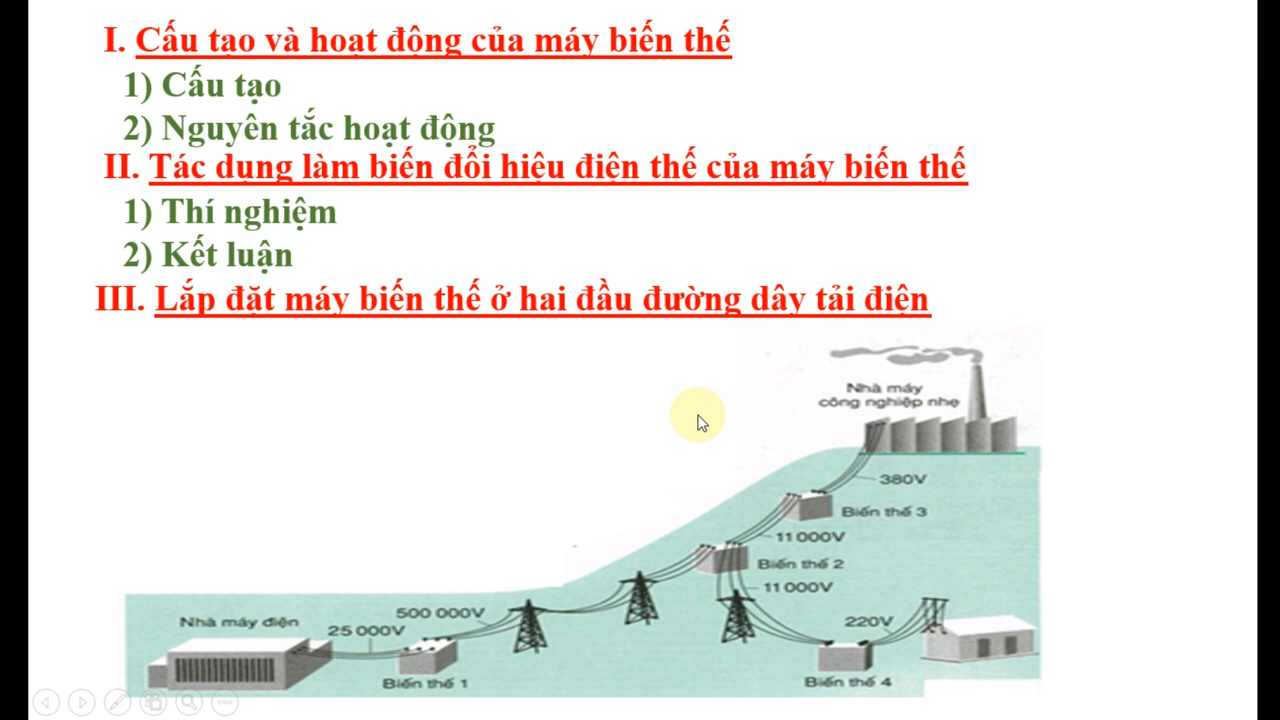 I. Cấu tạo và hoạt động của máy biến thế
1) Cấu tạo
2) Nguyên tắc hoạt động
II. Tác dụng làm biến đổi hiệu điện thế của máy biến thế
1) Thí nghiệm
2) Kết luận
III. Lắp đặt máy biến thế ở hai đầu đường dây tải điện
Nhà máy
công nghiệp nhẹ
380V
Biến thế 3
11 000V
Biến thế 2
11 000V
500 000V
Nhà máy điện
25 000V
220V
Biến thế 1
Biến thế 4